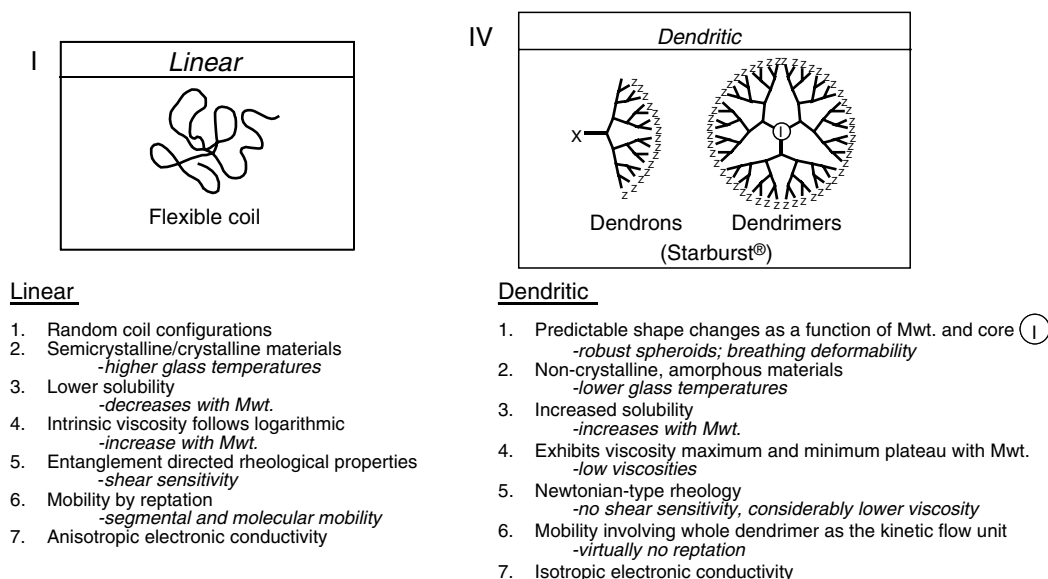 I
Linear
Flexible coil
IV
Dendritic
X
Z Z Z Z Z Z Z Z Z Z Z Z
I
Dendrons Dendrimers
(Starburst®)
Linear
1. Random coil configurations
2. Semicrystalline/crystalline materials
-higher glass temperatures
3. Lower solubility
-decreases with Mwt.
4. Intrinsic viscosity follows logarithmic
-increase with Mwt.
5. Entanglement directed rheological properties
-shear sensitivity
6. Mobility by reptation
-segmental and molecular mobility
7. Anisotropic electronic conductivity
Dendritic
1. Predictable shape changes as a function of Mwt. and core I
-robust spheroids; breathing deformability
2. Non-crystalline, amorphous materials
-lower glass temperatures
3. Increased solubility
-increases with Mwt.
4. Exhibits viscosity maximum and minimum plateau with Mwt.
-low viscosities
5. Newtonian-type rheology
-no shear sensitivity, considerably lower viscosity
6. Mobility involving whole dendrimer as the kinetic flow unit
-virtually no reptation
7. Isotropic electronic conductivity